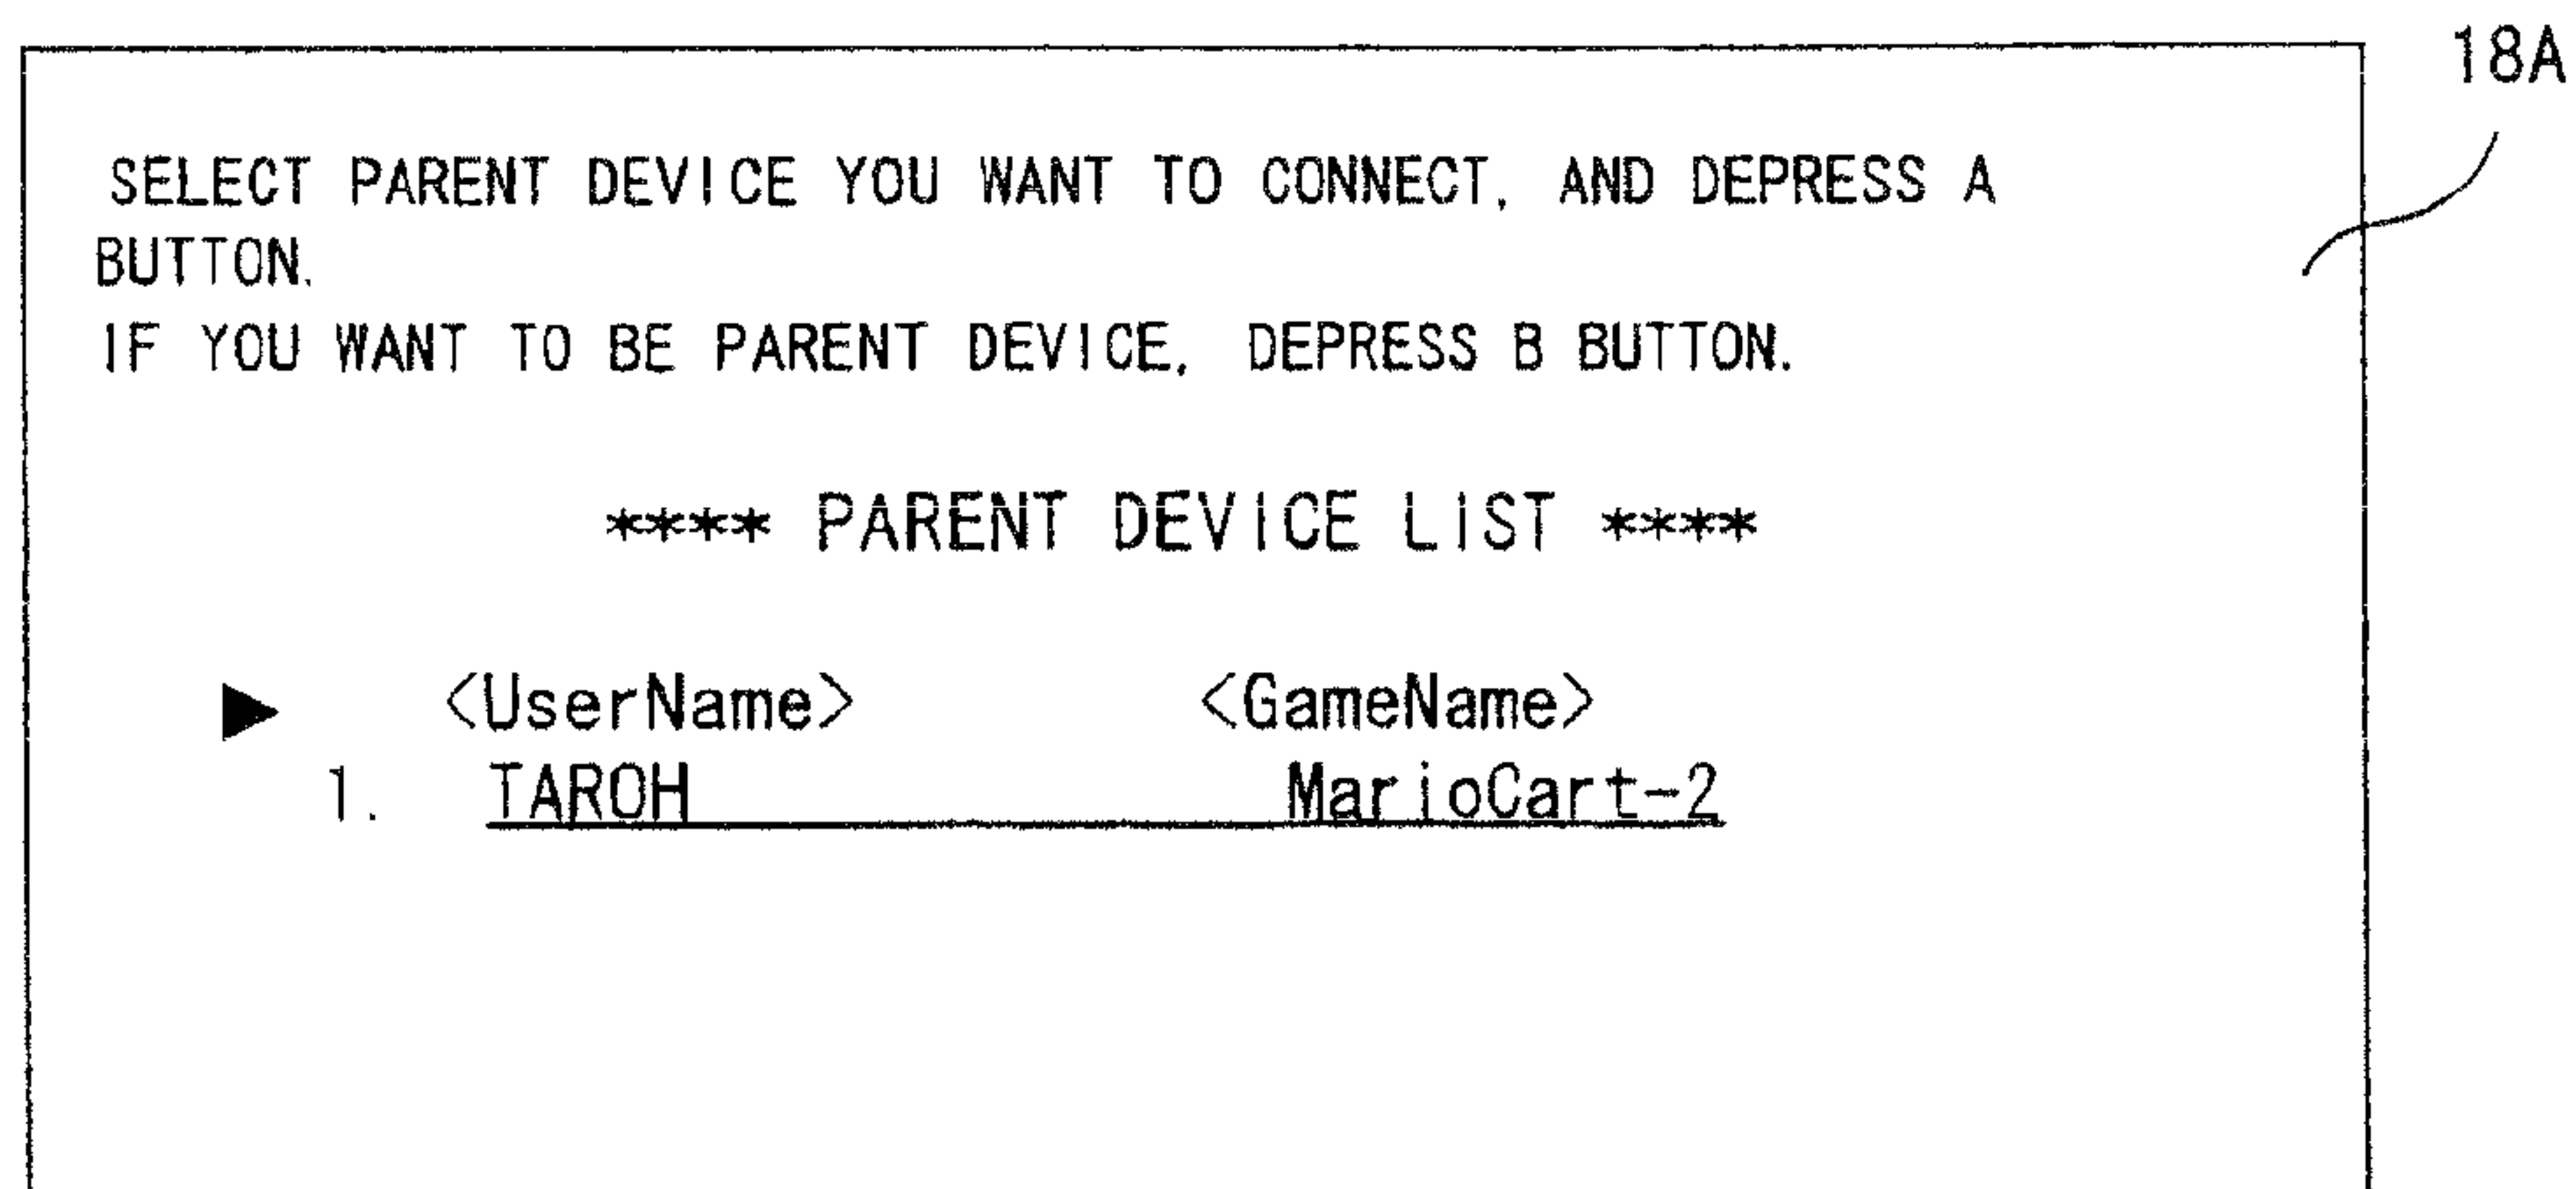 18A
SELECT PARENT DEVICE YOU WANT TO CONNECT, AND DEPRESS A
BUTTON.
IF YOU WANT TO BE PARENT DEVICE, DEPRESS B BUTTON.
**** PARENT DEVICE LIST ****
▶ <UserName> <GameName>
1. TAROH MarioCart-2